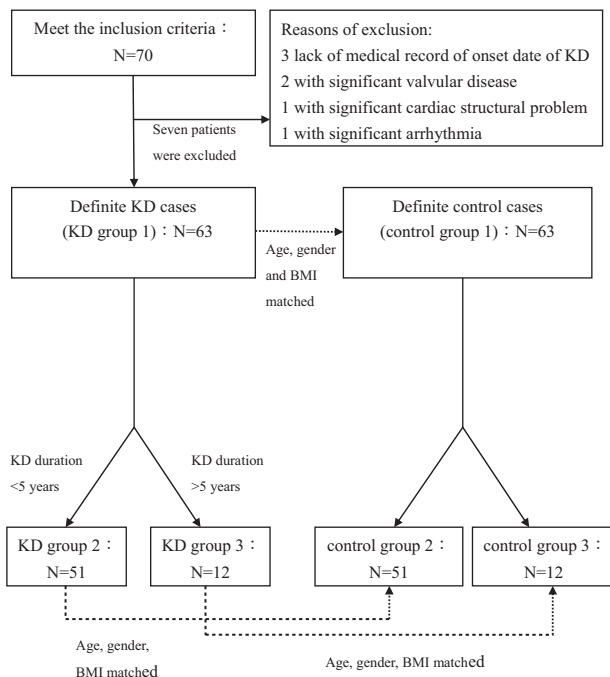 Meet the inclusion criteria：
N=70
Reasons of exclusion:
3 lack of medical record of onset date of KD
2 with significant valvular disease
1 with significant cardiac structural problem
1 with significant arrhythmia
Seven patients
were excluded
Definite KD cases
(KD group 1)：N=63
Age, gender
and BMI
matched
Definite control cases
(control group 1)：N=63
KD duration
<5 years
KD duration
>5 years
KD group 2：
N=51
KD group 3：
N=12
control group 2：
N=51
control group 3：
N=12
Age, gender,
BMI matched
Age, gender, BMI matched